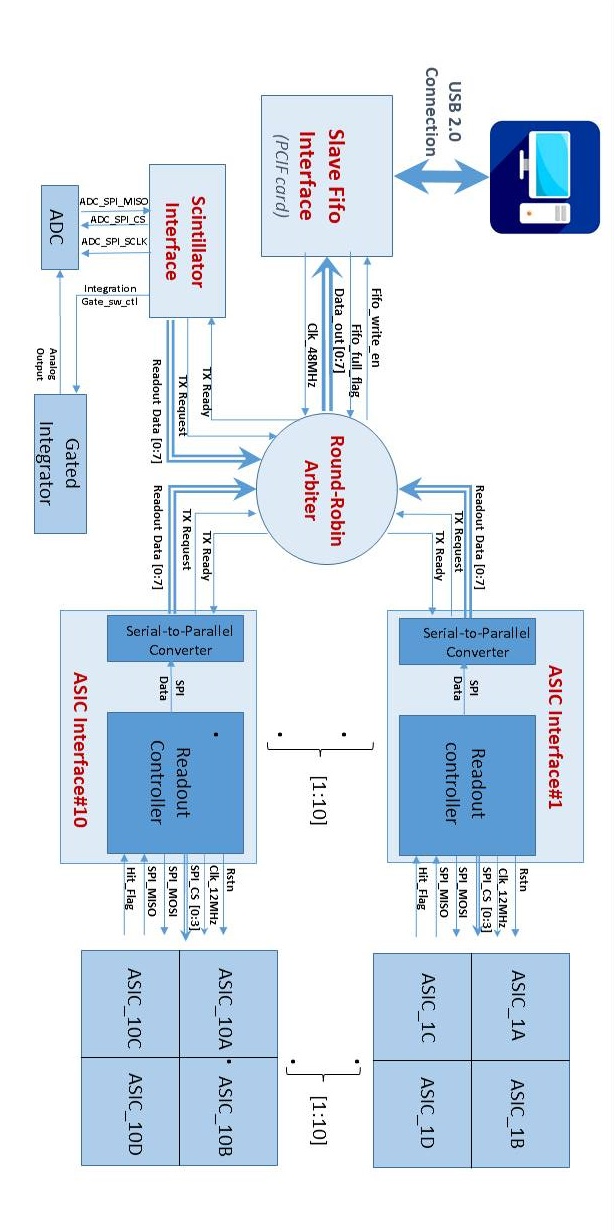 USB 2.0
Connection
Slave Fifo
Interface
(PCIF card)
Fifo_write_en
Fifo_full_flag
Data_out [0:7]
Clk_48MHz
Scintillator
Interface
ADC_SPI_MISO
ADC_SPI_CS
ADC_SPI_SCLK
ADC
Integration
Gate_sw_ctl
Analog
Output
Gated
Integrator
TX Ready
TX Request
Readout Data [0:7]
Round-Robin
Arbiter
Readout Data [0:7]
TX Request
TX Ready
ASIC Interface#1
Serial-to-Parallel
Converter
SPI
Data
Readout
controller
Rstn
Clk_12MHz
SPI_CS [0:3]
SPI_MOSI
SPI_MISO
Hit_Flag
ASIC_1A
ASIC_1B
ASIC_1C
ASIC_1D
[1:10]
[1:10]
TX Ready
TX Request
Readout Data [0:7]
Serial-to-Parallel
Converter
SPI
Data
Readout
Controller
ASIC Interface#10
Rstn
Clk_12MHz
SPI_CS [0:3]
SPI_MOSI
SPI_MISO
Hit_Flag
ASIC_10A
ASIC_10B
ASIC_10C
ASIC_10D